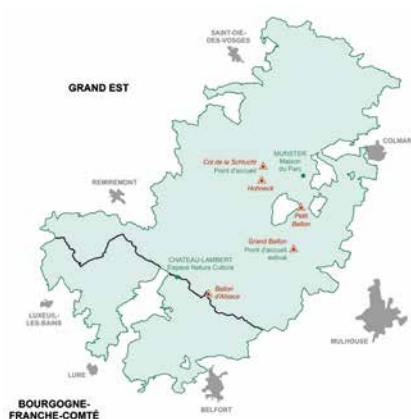 SAINT-DIÉ-
DES-VOSGES
GRAND EST
COLMAR
Col de la Schlucht
Point d'accueil
MUNSTER
Maison
du Parc
Hohneck
REMIREMONT
Petit
Ballon
Grand Ballon
Point d'accueil
estival
CHATEAU-LAMBERT
Espace Nature Culture
Ballon
d'Alsace
LUXEUIL-
LES-BAINS
MULHOUSE
LURE
BELFORT
BOURGOGNE-
FRANCHE-COMTÉ